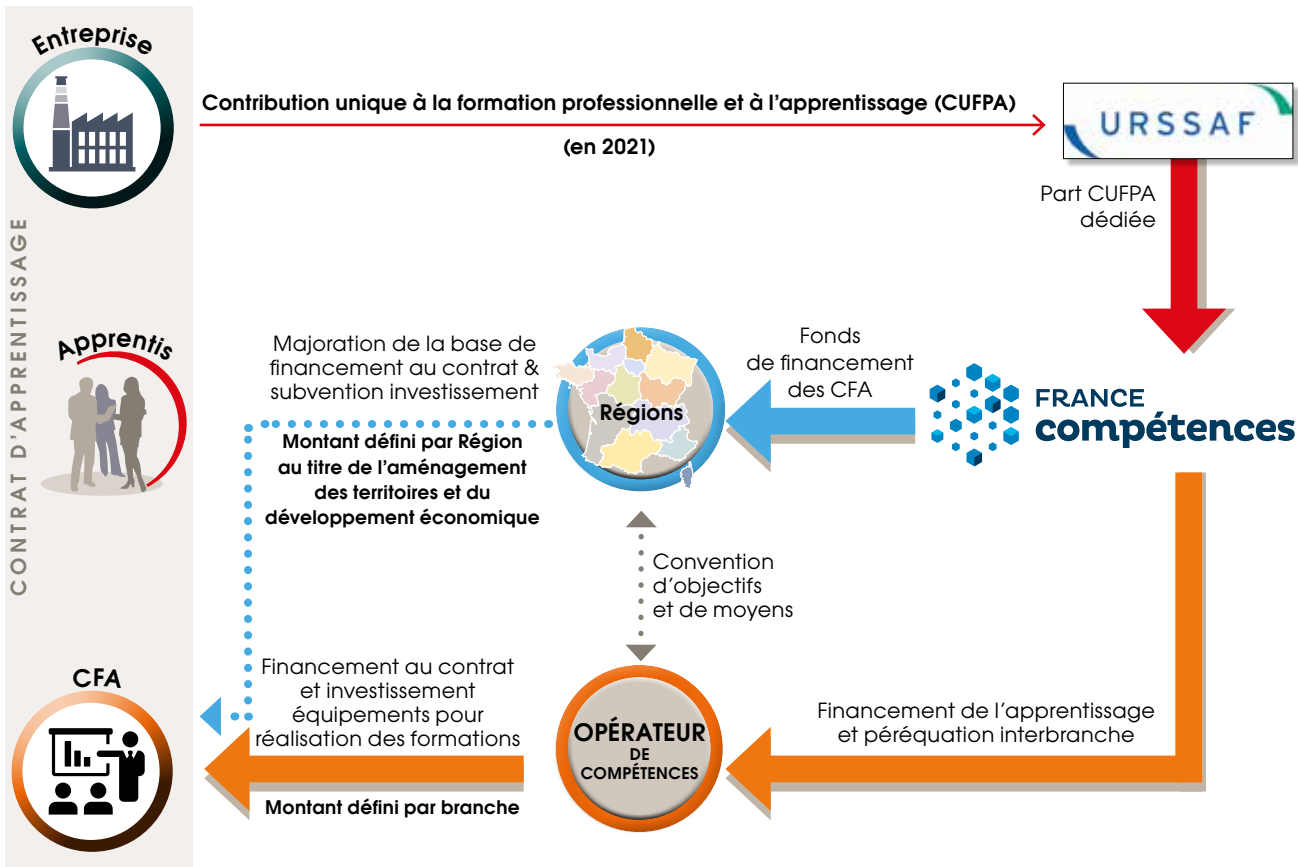 Entreprise
Contribution unique à la formation professionnelle et à l'apprentissage (CUFPA)
(en 2021)
URSSAF
Part CUFPA
dédiée
CONTRAT D'APPRENTISSAGE
Apprentis
Majoration de la base de
financement au contrat &
subvention investissement
Montant défini par Région
au titre de l'aménagement
des territoires et du
développement économique
Régions
Fonds
de financement
des CFA
FRANCE
compétences
Convention
d'objectifs
et de moyens
CFA
Financement au contrat
et investissement
équipements pour
réalisation des formations
Montant défini par branche
OPÉRATEUR
DE
COMPÉTENCES
Financement de l'apprentissage
et péréquation interbranche